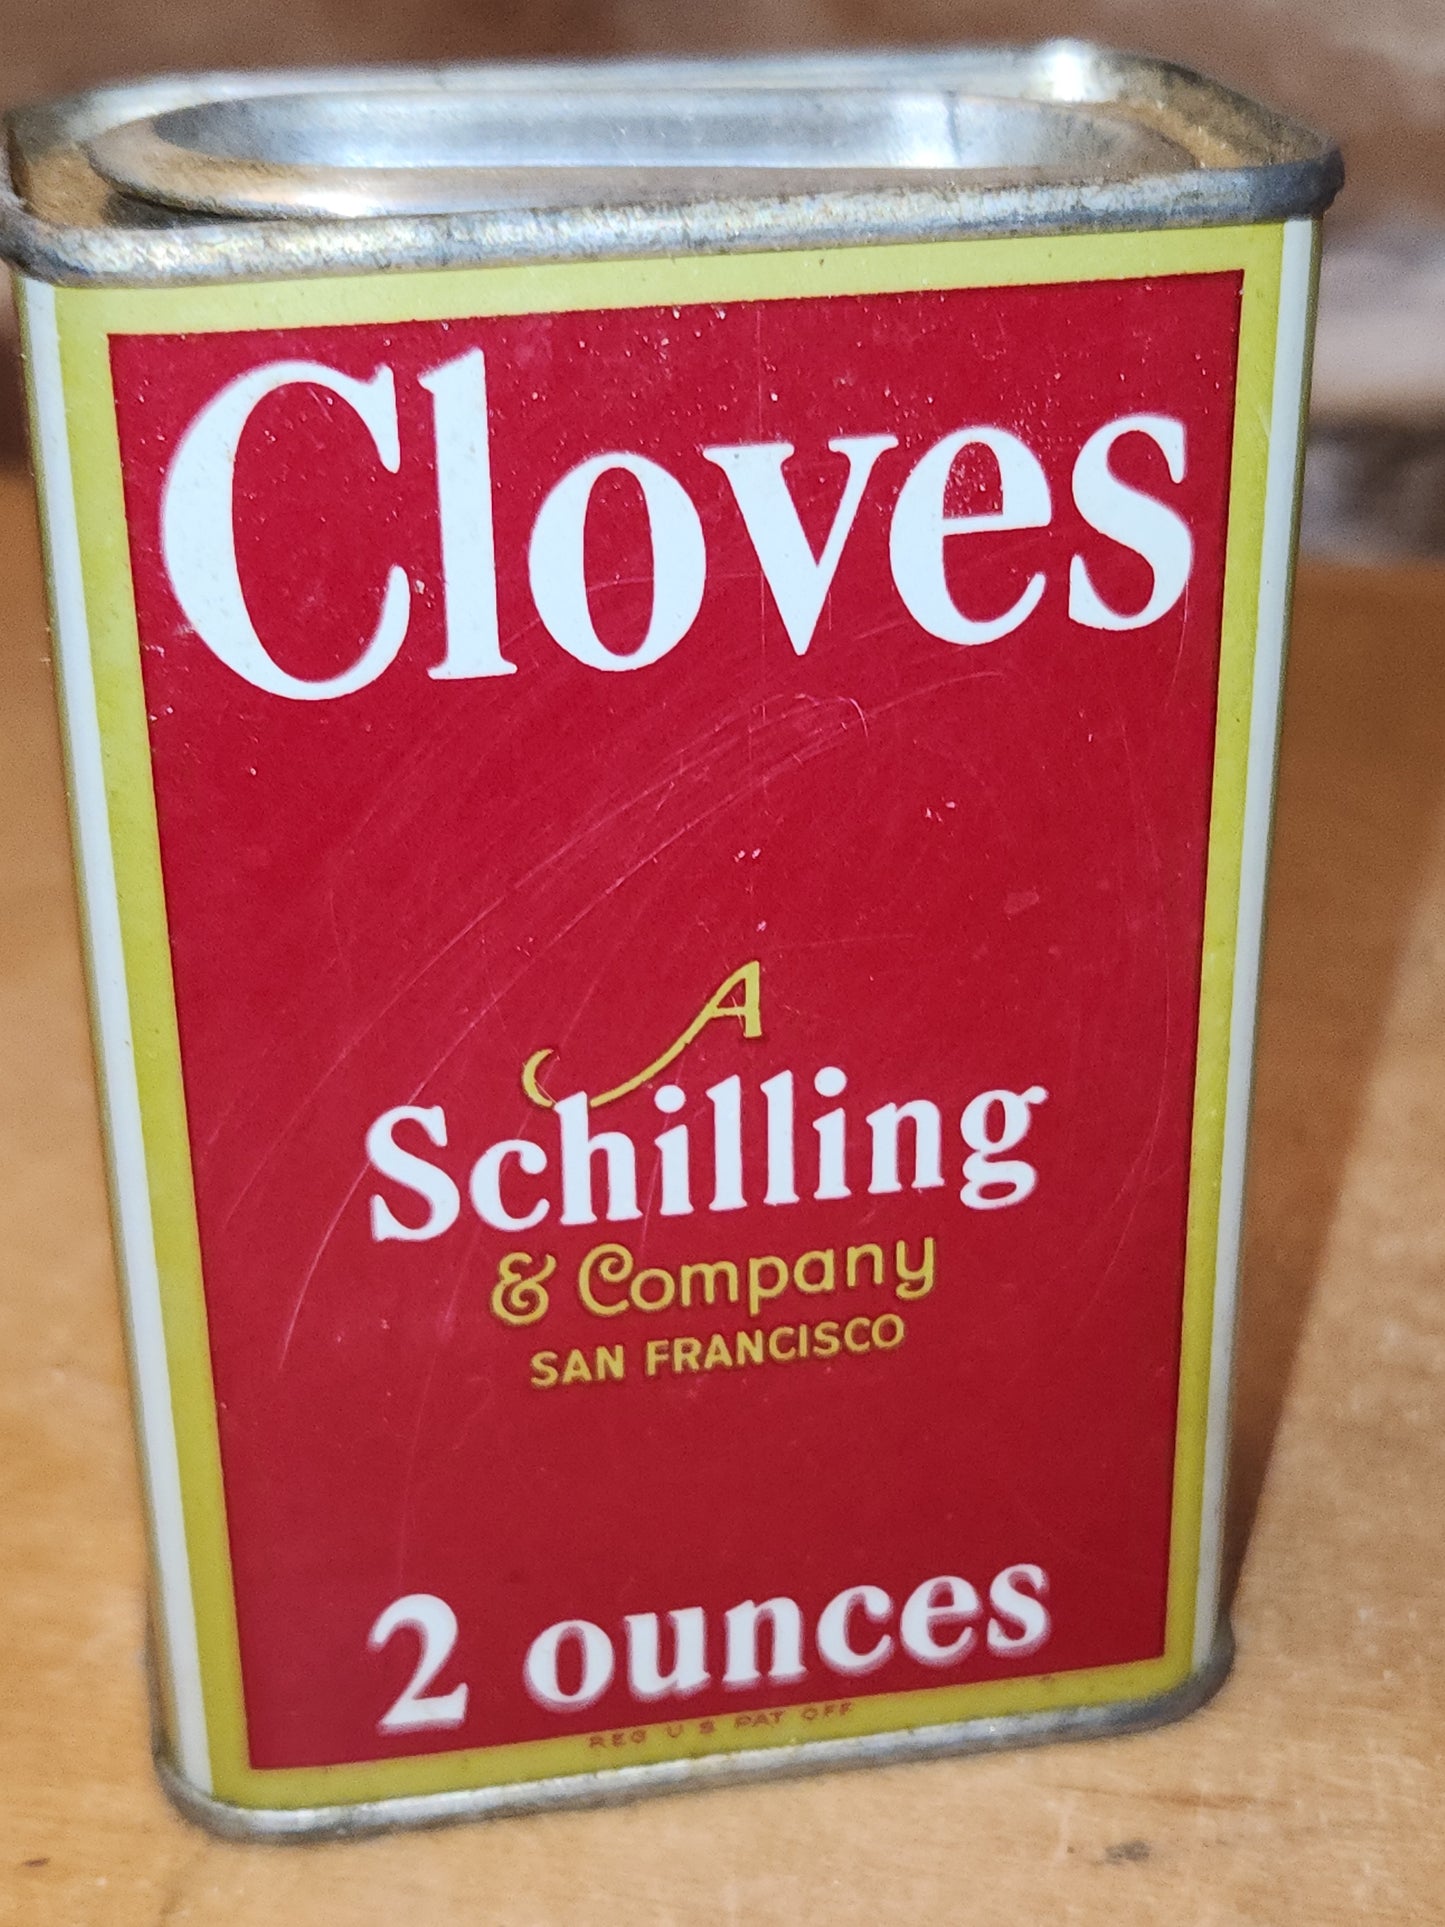 Cloves
A
Schilling
& Company
SAN FRANCISCO
2 ounces
REG U S PAT OFF